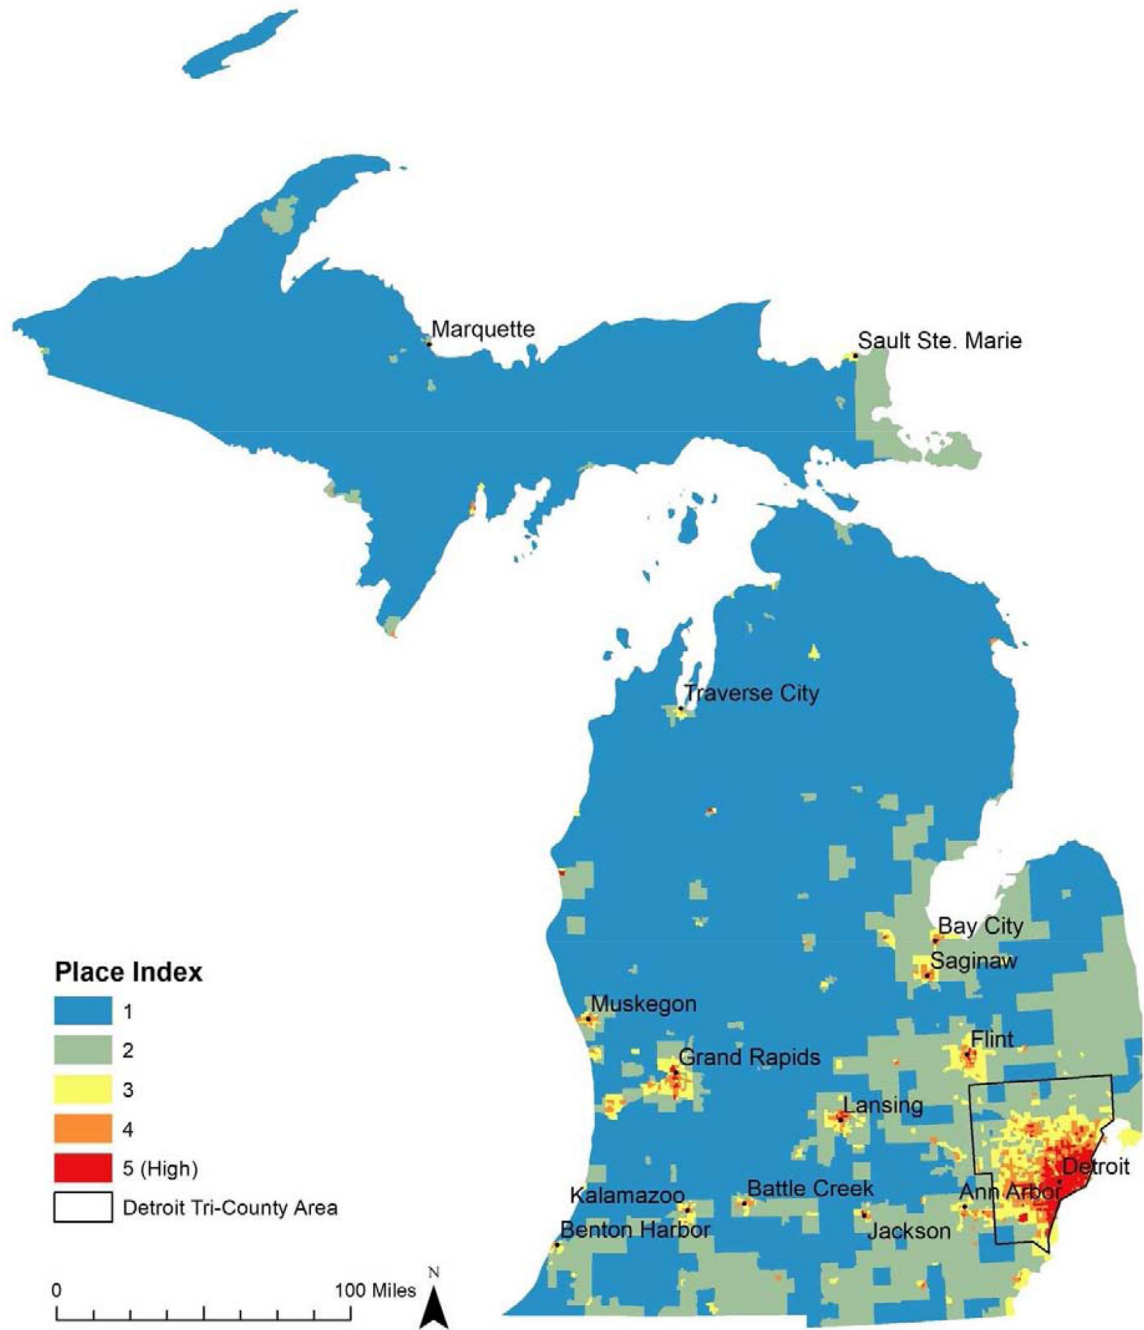 Marquette
Sault Ste. Marie
Traverse City
Bay City
Saginaw
Muskegon
Flint
Grand Rapids
Lansing
Detroit
Battle Creek
Ann Arbor
Kalamazoo
Jackson
Benton Harbor
Place Index
1
2
3
4
5 (High)
Detroit Tri-County Area
0
100 Miles
N